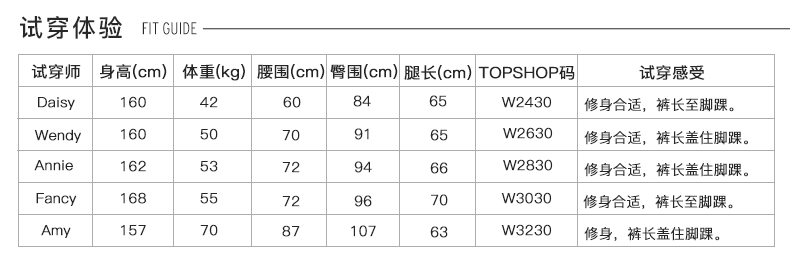 试穿体验 FIT GUIDE
试穿师 身高(cm) 体重(kg) 腰围(cm) 臀围(cm) 腿长(cm) TOPSHOP码 试穿感受
Daisy 160 42 60 84 65 W2430 修身合适，裤长至脚踝。
Wendy 160 50 70 91 65 W2630 修身合适，裤长盖住脚踝。
Annie 162 53 72 94 66 W2830 修身合适，裤长盖住脚踝。
Fancy 168 55 72 96 70 W3030 修身合适，裤长至脚踝。
Amy 157 70 87 107 63 W3230 修身，裤长盖住脚踝。